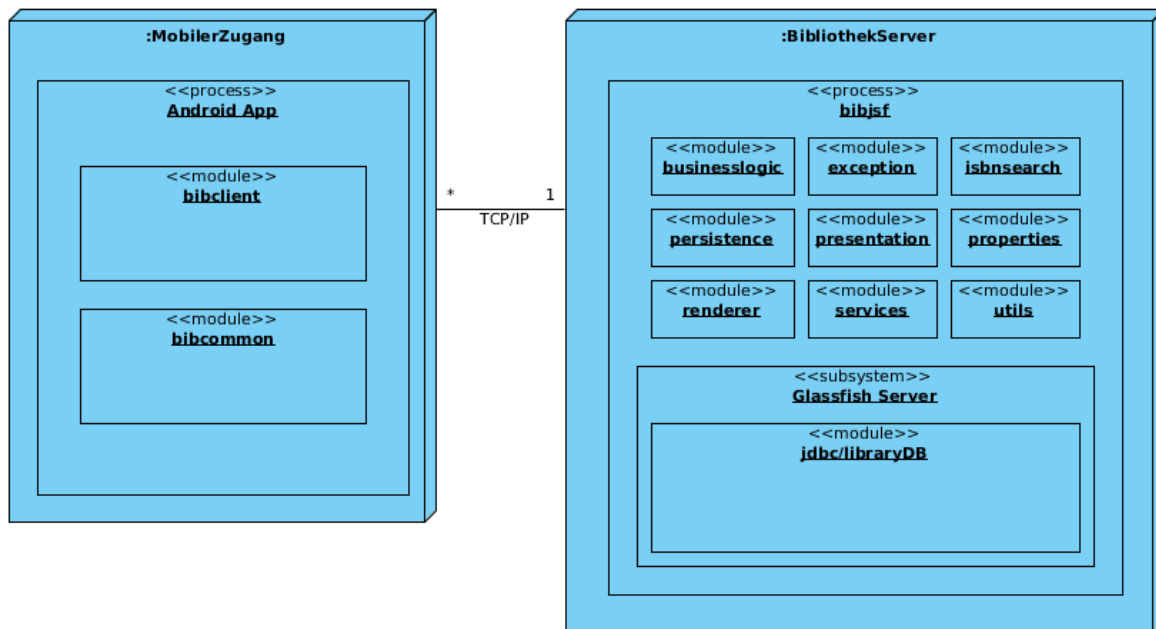 :MobilerZugang
<<process>>
Android App
<<module>>
bibclient
<<module>>
bibcommon
* 1
TCP/IP
:BibliothekServer
<<process>>
bibjsf
<<module>> <<module>> <<module>>
businesslogic exception isbnsearch
<<module>> <<module>> <<module>>
persistence presentation properties
<<module>> <<module>> <<module>>
renderer services utils
<<subsystem>>
Glassfish Server
<<module>>
jdbc/libraryDB